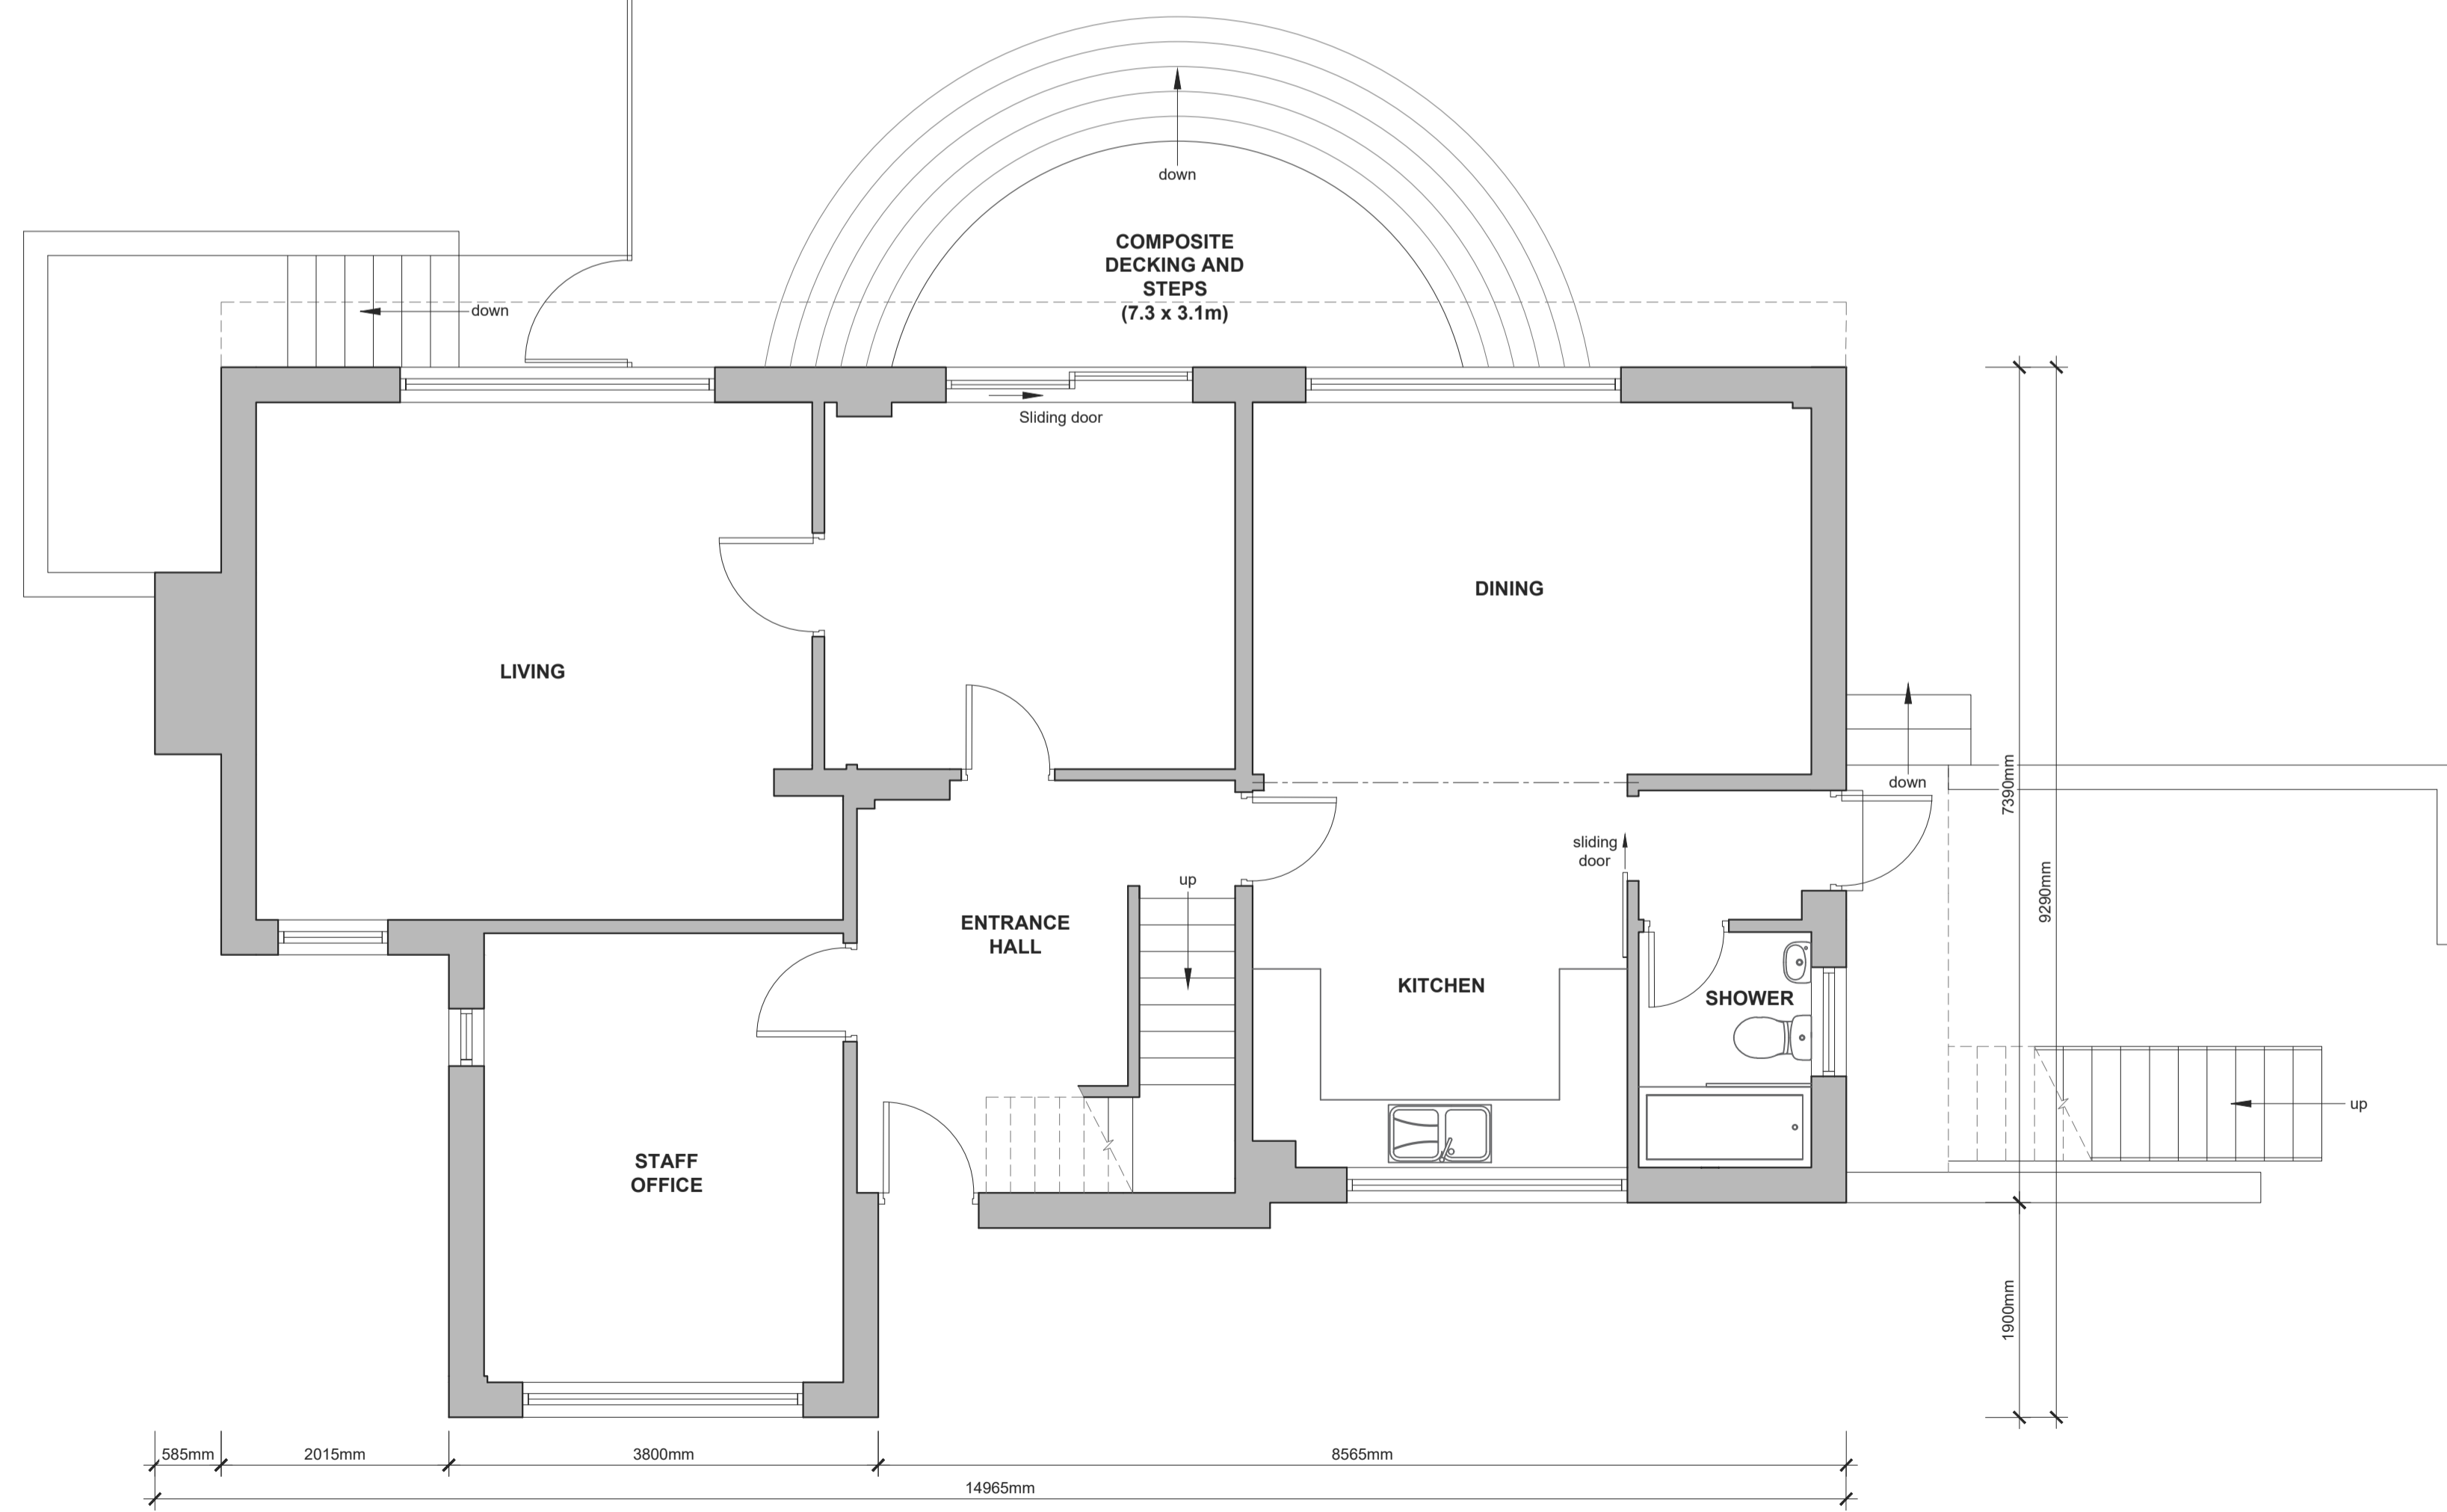 down
COMPOSITE
DECKING AND
STEPS
(7.3 x 3.1m)
down
Sliding door
DINING
LIVING
down
7390mm
sliding
door
up
9290mm
ENTRANCE
HALL
KITCHEN
SHOWER
up
STAFF
OFFICE
1900mm
585mm
2015mm
3800mm
8565mm
14965mm